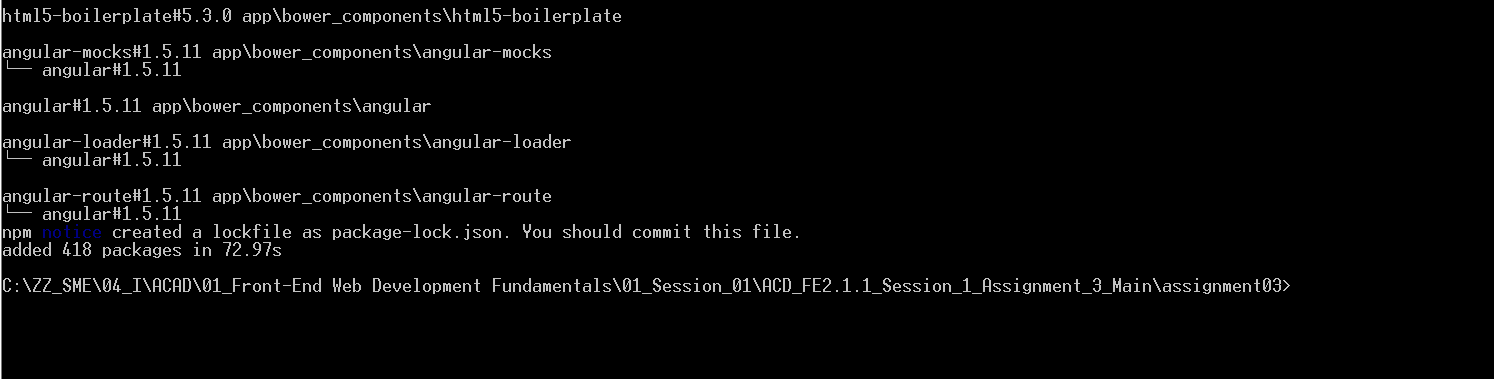 html5-boilerplate#5.3.0 app\bower_components\html5-boilerplate
angular-mocks#1.5.11 app\bower_components\angular-mocks
└── angular#1.5.11
angular#1.5.11 app\bower_components\angular
angular-loader#1.5.11 app\bower_components\angular-loader
└── angular#1.5.11
angular-route#1.5.11 app\bower_components\angular-route
└── angular#1.5.11
npm notice created a lockfile as package-lock.json. You should commit this file.
added 418 packages in 72.97s
C:\ZZ_SME\04_I\ACAD\01_Front-End Web Development Fundamentals\01_Session_01\ACD_FE2.1.1_Session_1_Assignment_3_Main\assignment03>